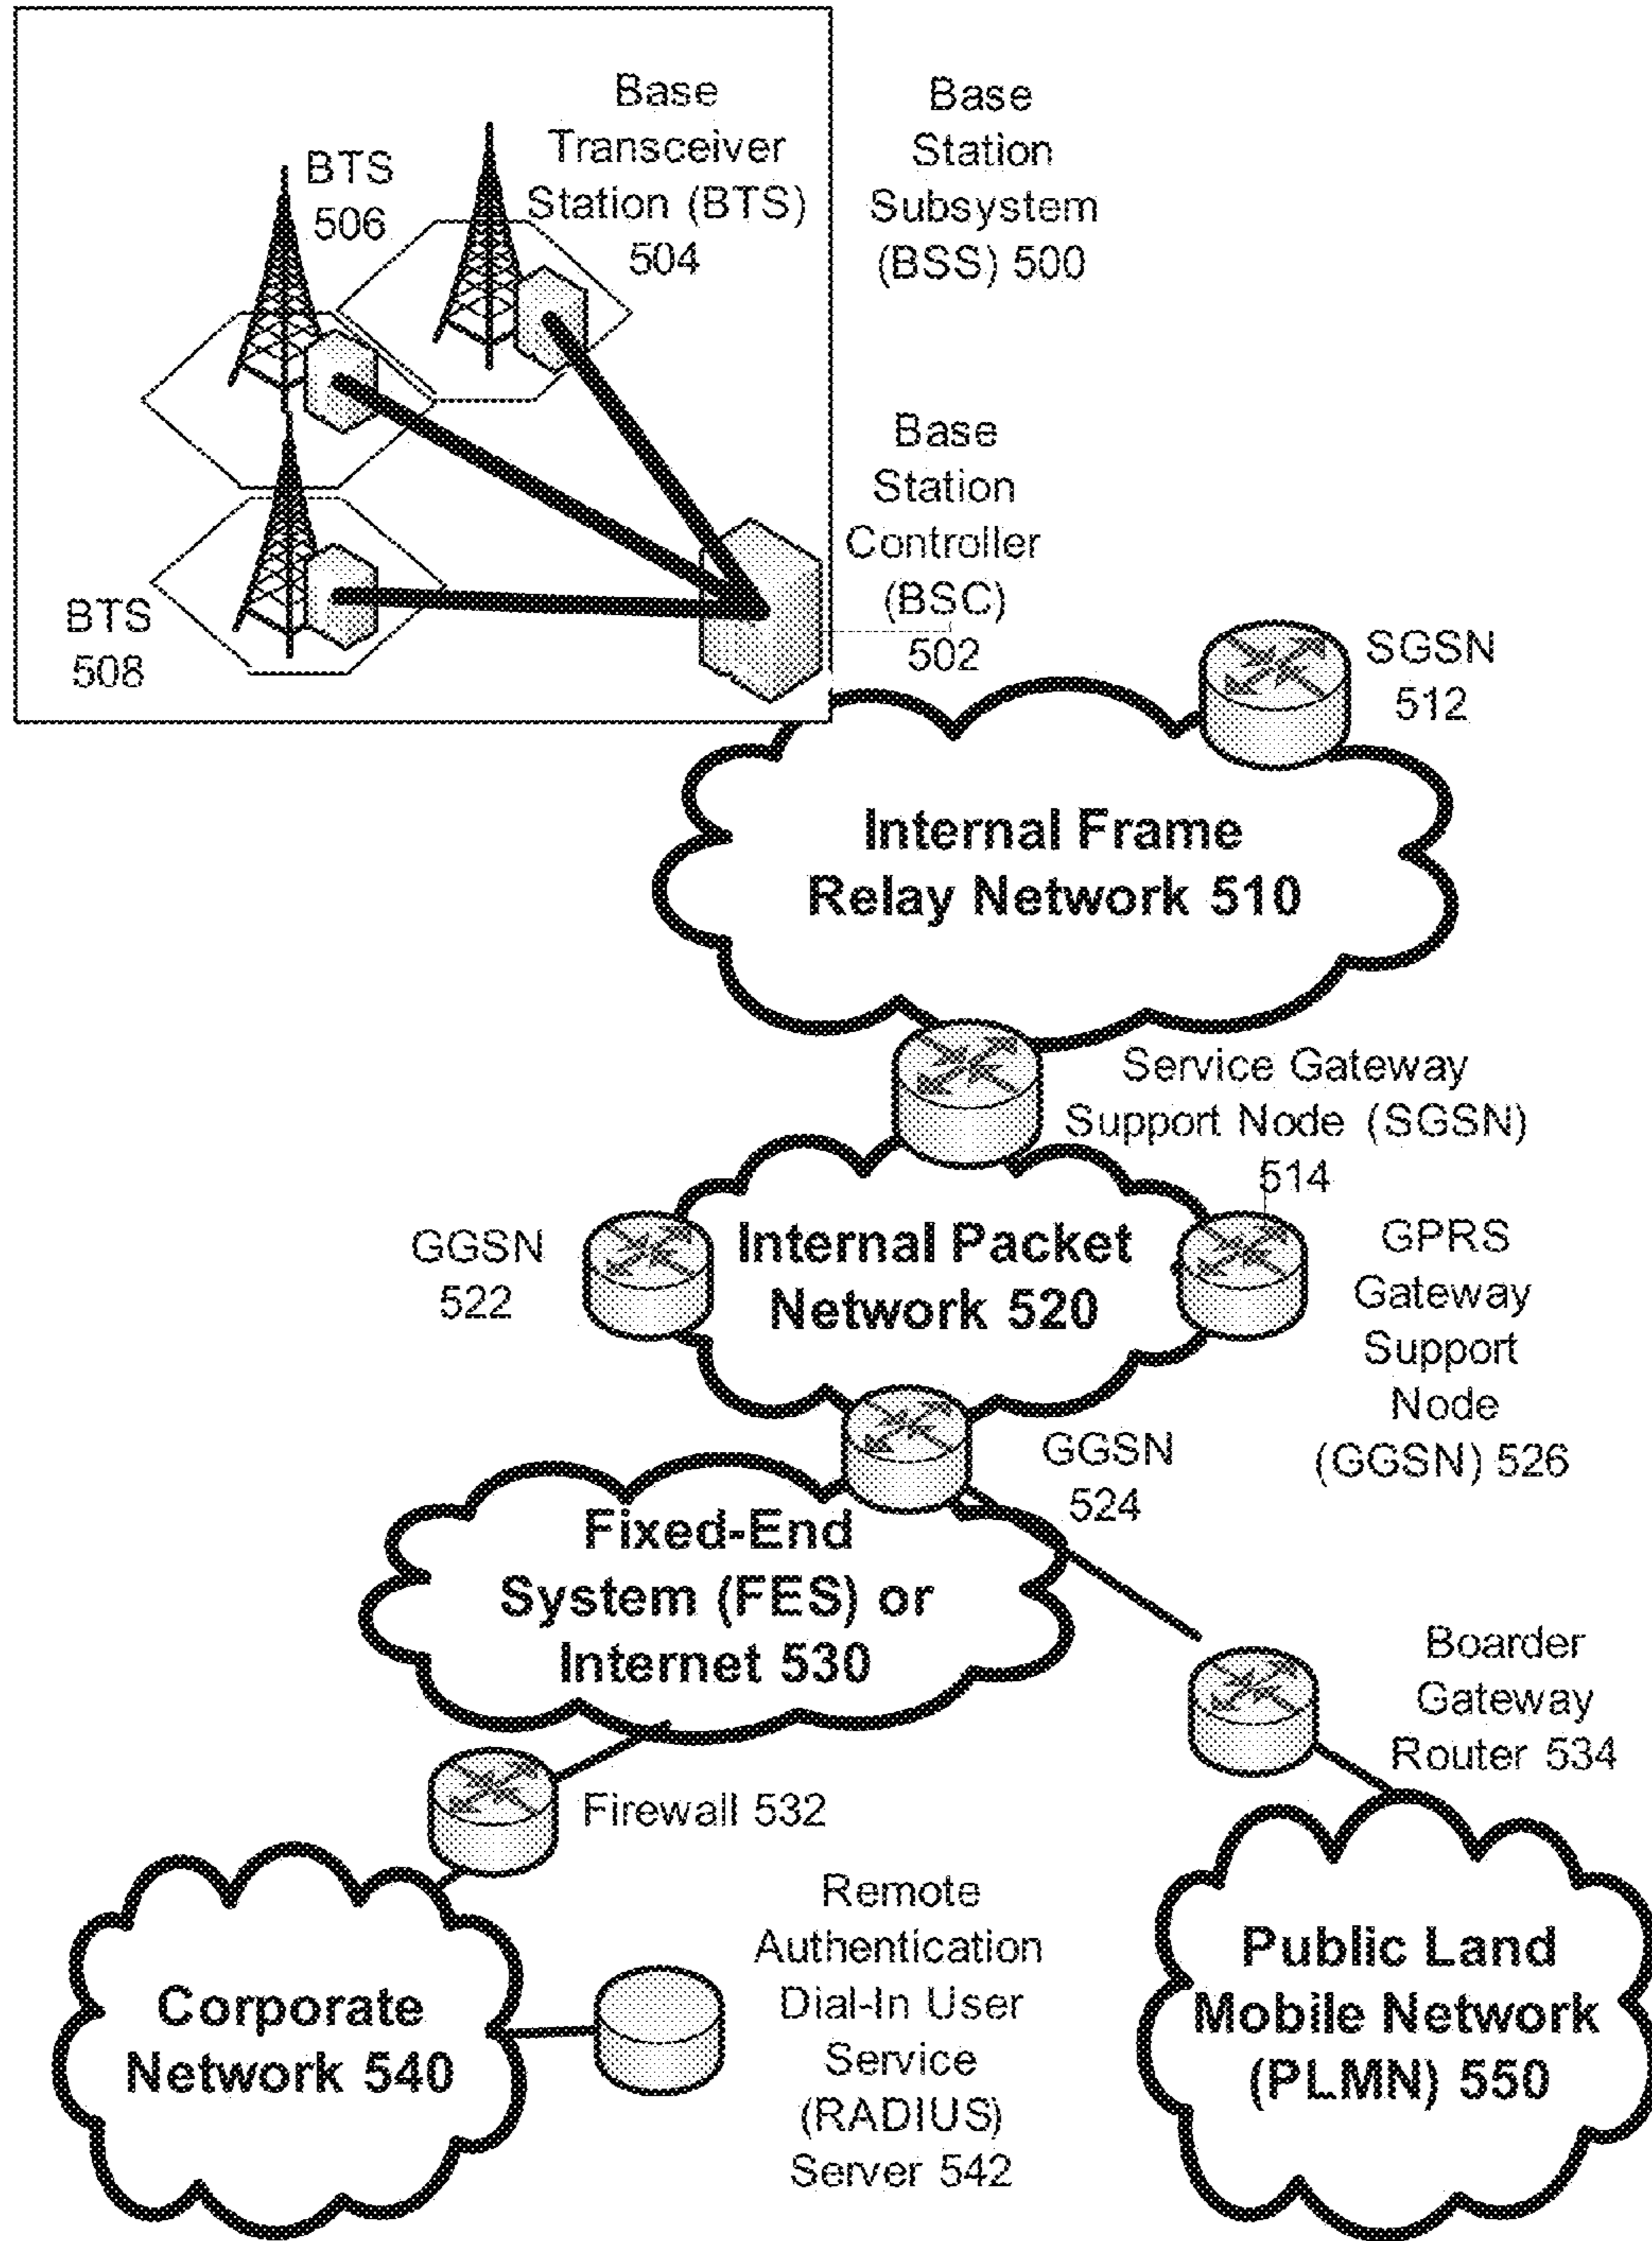 Base
Transceiver
Station (BTS)
504
BTS
506
Base
Station
Subsystem
(BSS) 500
Base
Station
Controller
(BSC)
502
BTS
508
SGSN
512
Internal Frame
Relay Network 510
Service Gateway
Support Node (SGSN)
514
GGSN
522
Internal Packet
Network 520
GPRS
Gateway
Support
Node
(GGSN) 526
GGSN
524
Fixed-End
System (FES) or
Internet 530
Boarder
Gateway
Router 534
Firewall 532
Remote
Authentication
Dial-In User
Service
(RADIUS)
Server 542
Corporate
Network 540
Public Land
Mobile Network
(PLMN) 550